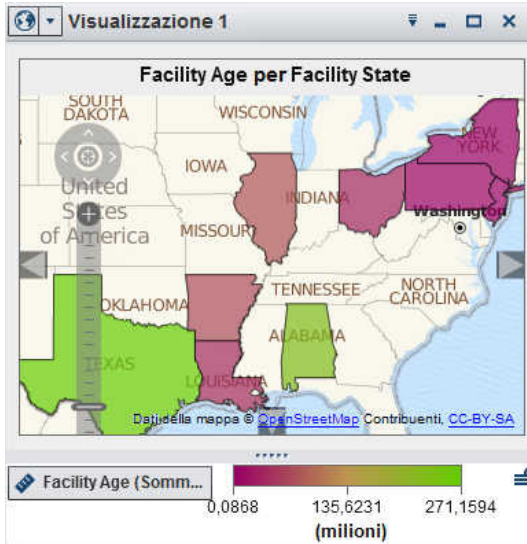 Visualizzazione 1
Facility Age per Facility State
SOUTH
DAKOTA
WISCONSIN
NEW
YORK
IOWA
United
States
of America
INDIANA
Washington
MISSOURI
OKLAHOMA
TENNESSEE
NORTH
CAROLINA
ALABAMA
TEXAS
LOUISIANA
Dati della mappa © OpenStreetMap Contribuenti, CC-BY-SA
Facility Age (Somm...
0,0868 135,6231 271,1594
(milioni)